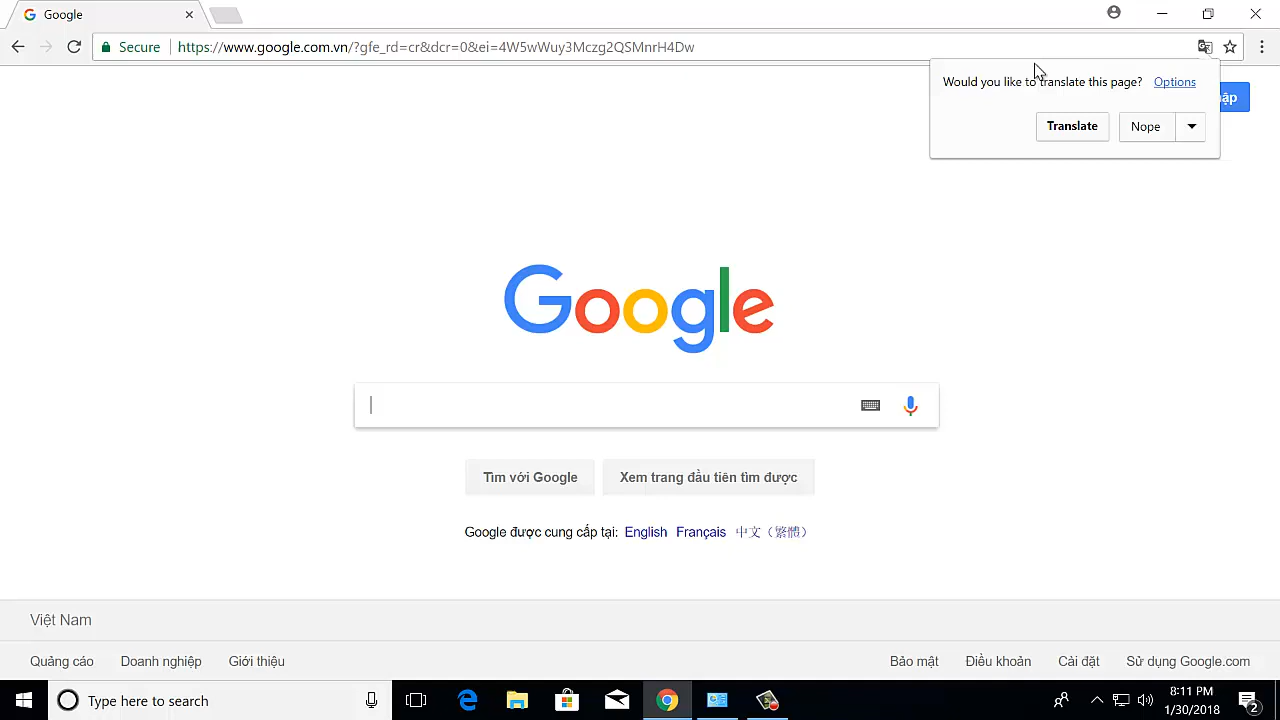 Google
Secure https://www.google.com.vn/?gfe_rd=cr&dcr=0&ei=4W5wWuy3Mczg2QSMnrH4Dw
Would you like to translate this page? Options
Translate Nope
Google
Tìm với Google Xem trang đầu tiên tìm được
Google được cung cấp tại: English Français 中文（繁體）
Việt Nam
Quảng cáo Doanh nghiệp Giới thiệu Bảo mật Điều khoản Cài đặt Sử dụng Google.com
Type here to search
8:11 PM
1/30/2018
2